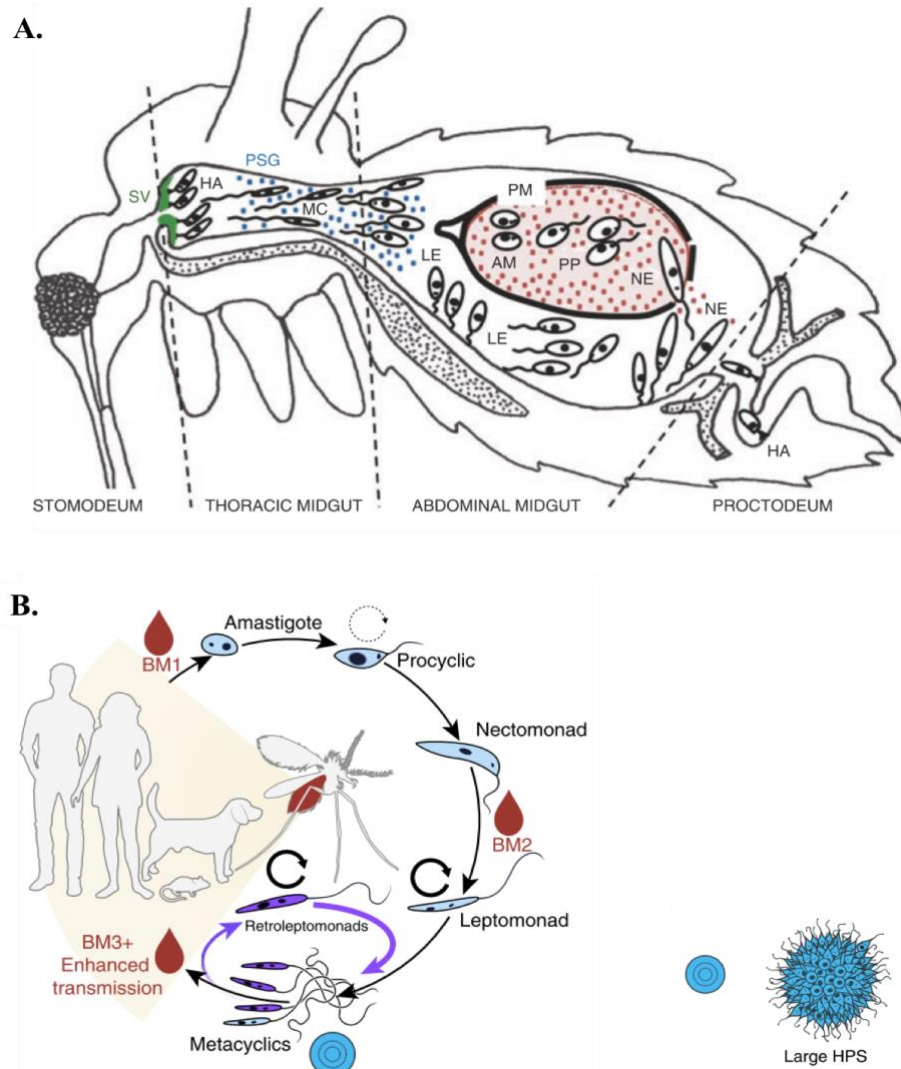 A.
PSG
SV
HA
MC
LE
PM
AM
PP
NE
NE
LE
HA
STOMODEUM
THORACIC MIDGUT
ABDOMINAL MIDGUT
PROCTODEUM
B.
Amastigote
BM1
Procyclic
Nectomonad
BM2
Leptomonad
Retroleptomonads
BM3+
Enhanced
transmission
Metacyclics
Large HPS